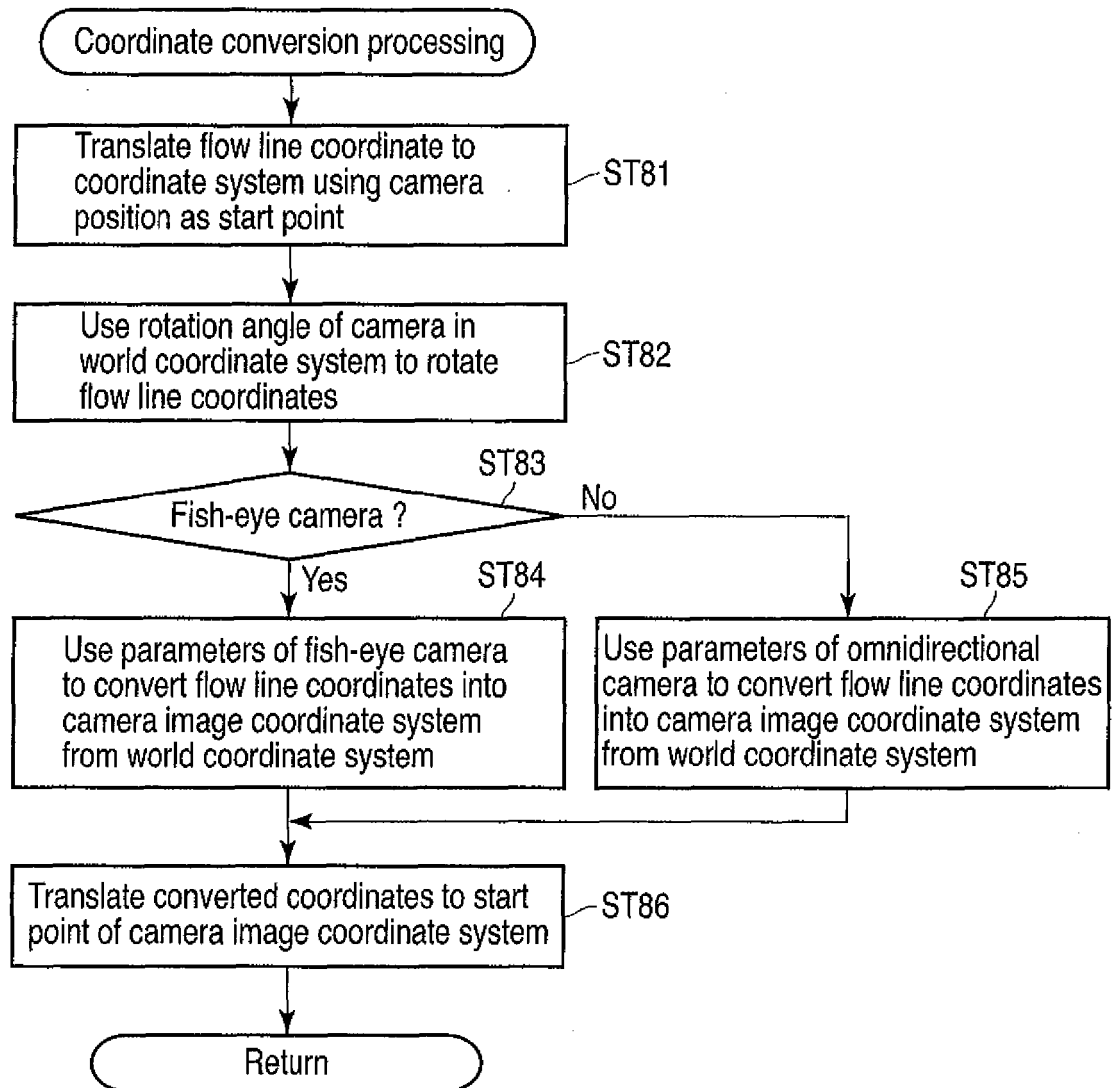 Coordinate conversion processing
Translate flow line coordinate to
coordinate system using camera
position as start point
ST81
Use rotation angle of camera in
world coordinate system to rotate
flow line coordinates
ST82
ST83
Fish-eye camera ?
No
Yes
ST84
Use parameters of fish-eye camera
to convert flow line coordinates into
camera image coordinate system
from world coordinate system
ST85
Use parameters of omnidirectional
camera to convert flow line coordinates
into camera image coordinate system
from world coordinate system
Translate converted coordinates to start
point of camera image coordinate system
ST86
Return